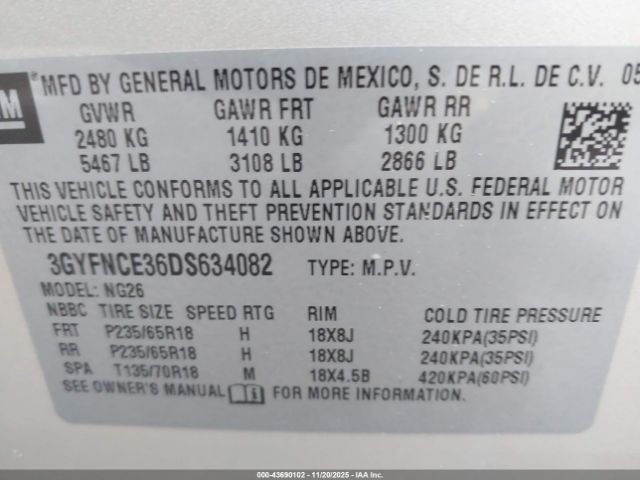 GM
® MFD BY GENERAL MOTORS DE MEXICO, S. DE R.L. DE C.V. 05
GVWR GAWR FRT GAWR RR
2480 KG 1410 KG 1300 KG
5467 LB 3108 LB 2866 LB
THIS VEHICLE CONFORMS TO ALL APPLICABLE U.S. FEDERAL MOTOR
VEHICLE SAFETY AND THEFT PREVENTION STANDARDS IN EFFECT ON
THE DATE OF MANUFACTURE SHOWN ABOVE.
3GYFNCE36DS634082 TYPE: M.P.V.
MODEL: NG26
NBBC TIRE SIZE SPEED RTG RIM COLD TIRE PRESSURE
FRT P235/65R18 H 18X8J 240KPA(35PSI)
RR P235/65R18 H 18X8J 240KPA(35PSI)
SPA T135/70R18 M 18X4.5B 420KPA(60PSI)
SEE OWNER'S MANUAL FOR MORE INFORMATION.
000-43690102 - 11/20/2025 - IAAI.COM